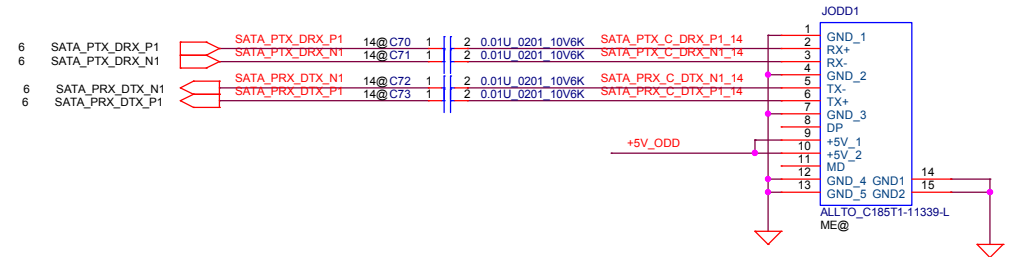 JODD1
6 SATA_PTX_DRX_P1 SATA_PTX_DRX_P1 14@C70 1 2 0.01U_0201_10V6K SATA_PTX_C_DRX_P1_14
6 SATA_PTX_DRX_N1 SATA_PTX_DRX_N1 14@C71 1 2 0.01U_0201_10V6K SATA_PTX_C_DRX_N1_14
6 SATA_PRX_DTX_N1 SATA_PRX_DTX_N1 14@C72 1 2 0.01U_0201_10V6K SATA_PRX_C_DTX_N1_14
6 SATA_PRX_DTX_P1 SATA_PRX_DTX_P1 14@C73 1 2 0.01U_0201_10V6K SATA_PRX_C_DTX_P1_14
+5V_ODD
1 GND_1
2 RX+
3 RX-
4 GND_2
5 TX-
6 TX+
7 GND_3
8 DP
9 +5V_1
10 +5V_2
11 MD
12 GND_4 GND1 14
13 GND_5 GND2 15
ALLTO_C185T1-11339-L
ME@